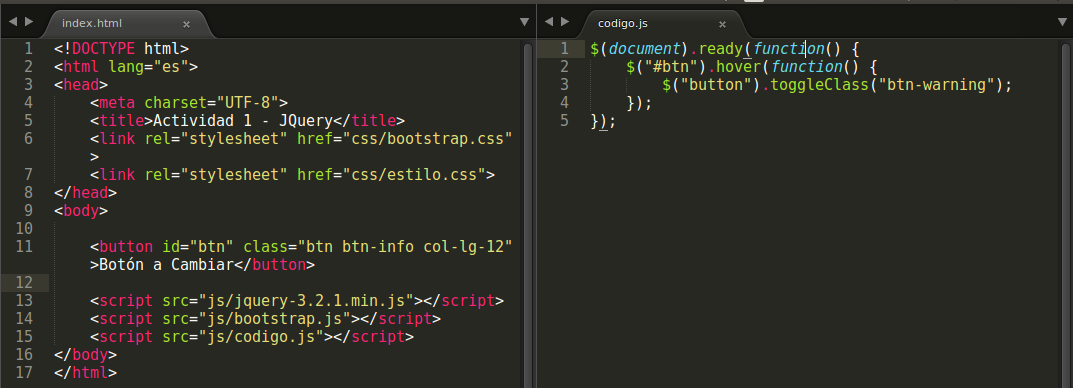 index.html ×
1 <!DOCTYPE html>
2 <html lang="es">
3 <head>
4 <meta charset="UTF-8">
5 <title>Actividad 1 - JQuery</title>
6 <link rel="stylesheet" href="css/bootstrap.css"
>
7 <link rel="stylesheet" href="css/estilo.css">
8 </head>
9 <body>
10
11 <button id="btn" class="btn btn-info col-lg-12"
>Botón a Cambiar</button>
12
13 <script src="js/jquery-3.2.1.min.js"></script>
14 <script src="js/bootstrap.js"></script>
15 <script src="js/codigo.js"></script>
16 </body>
17 </html>
codigo.js ×
1 $(document).ready(function() {
2 $("#btn").hover(function() {
3 $("button").toggleClass("btn-warning");
4 });
5 });